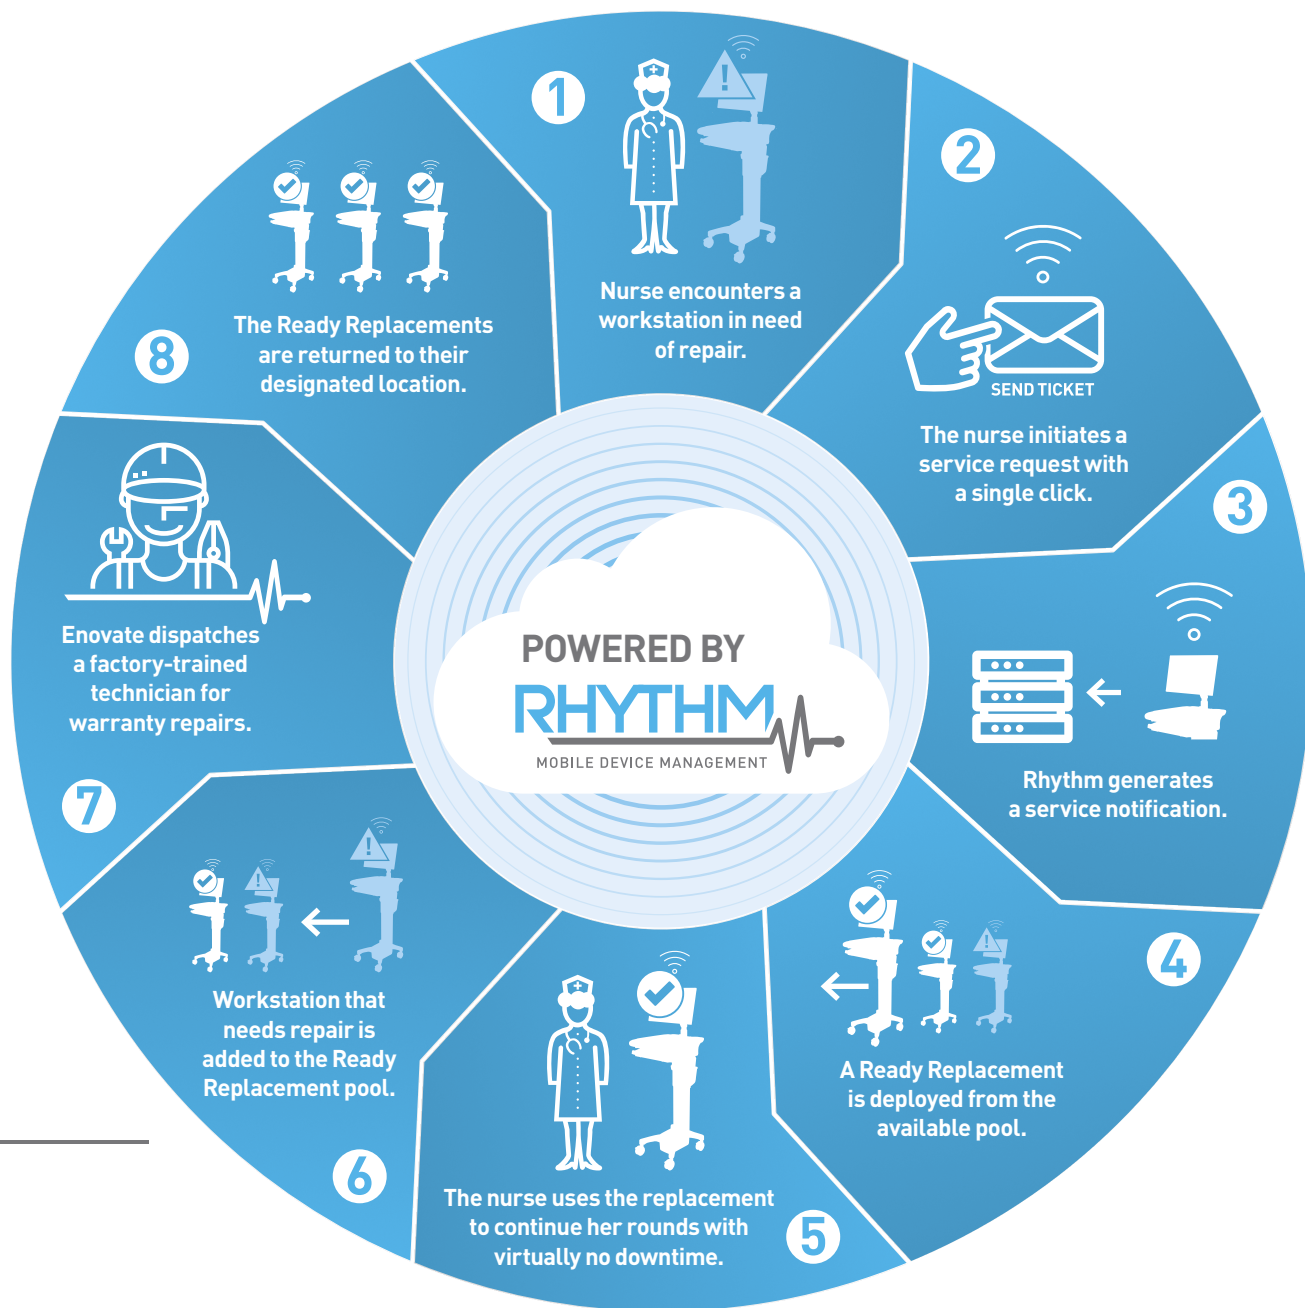 1
Nurse encounters a
workstation in need
of repair.
2
SEND TICKET
The nurse initiates a
service request with
a single click.
3
Rhythm generates
a service notification.
4
A Ready Replacement
is deployed from the
available pool.
5
The nurse uses the replacement
to continue her rounds with
virtually no downtime.
6
Workstation that
needs repair is
added to the Ready
Replacement pool.
7
Enovate dispatches
a factory-trained
technician for
warranty repairs.
8
The Ready Replacements
are returned to their
designated location.
POWERED BY
RHYTHM
MOBILE DEVICE MANAGEMENT